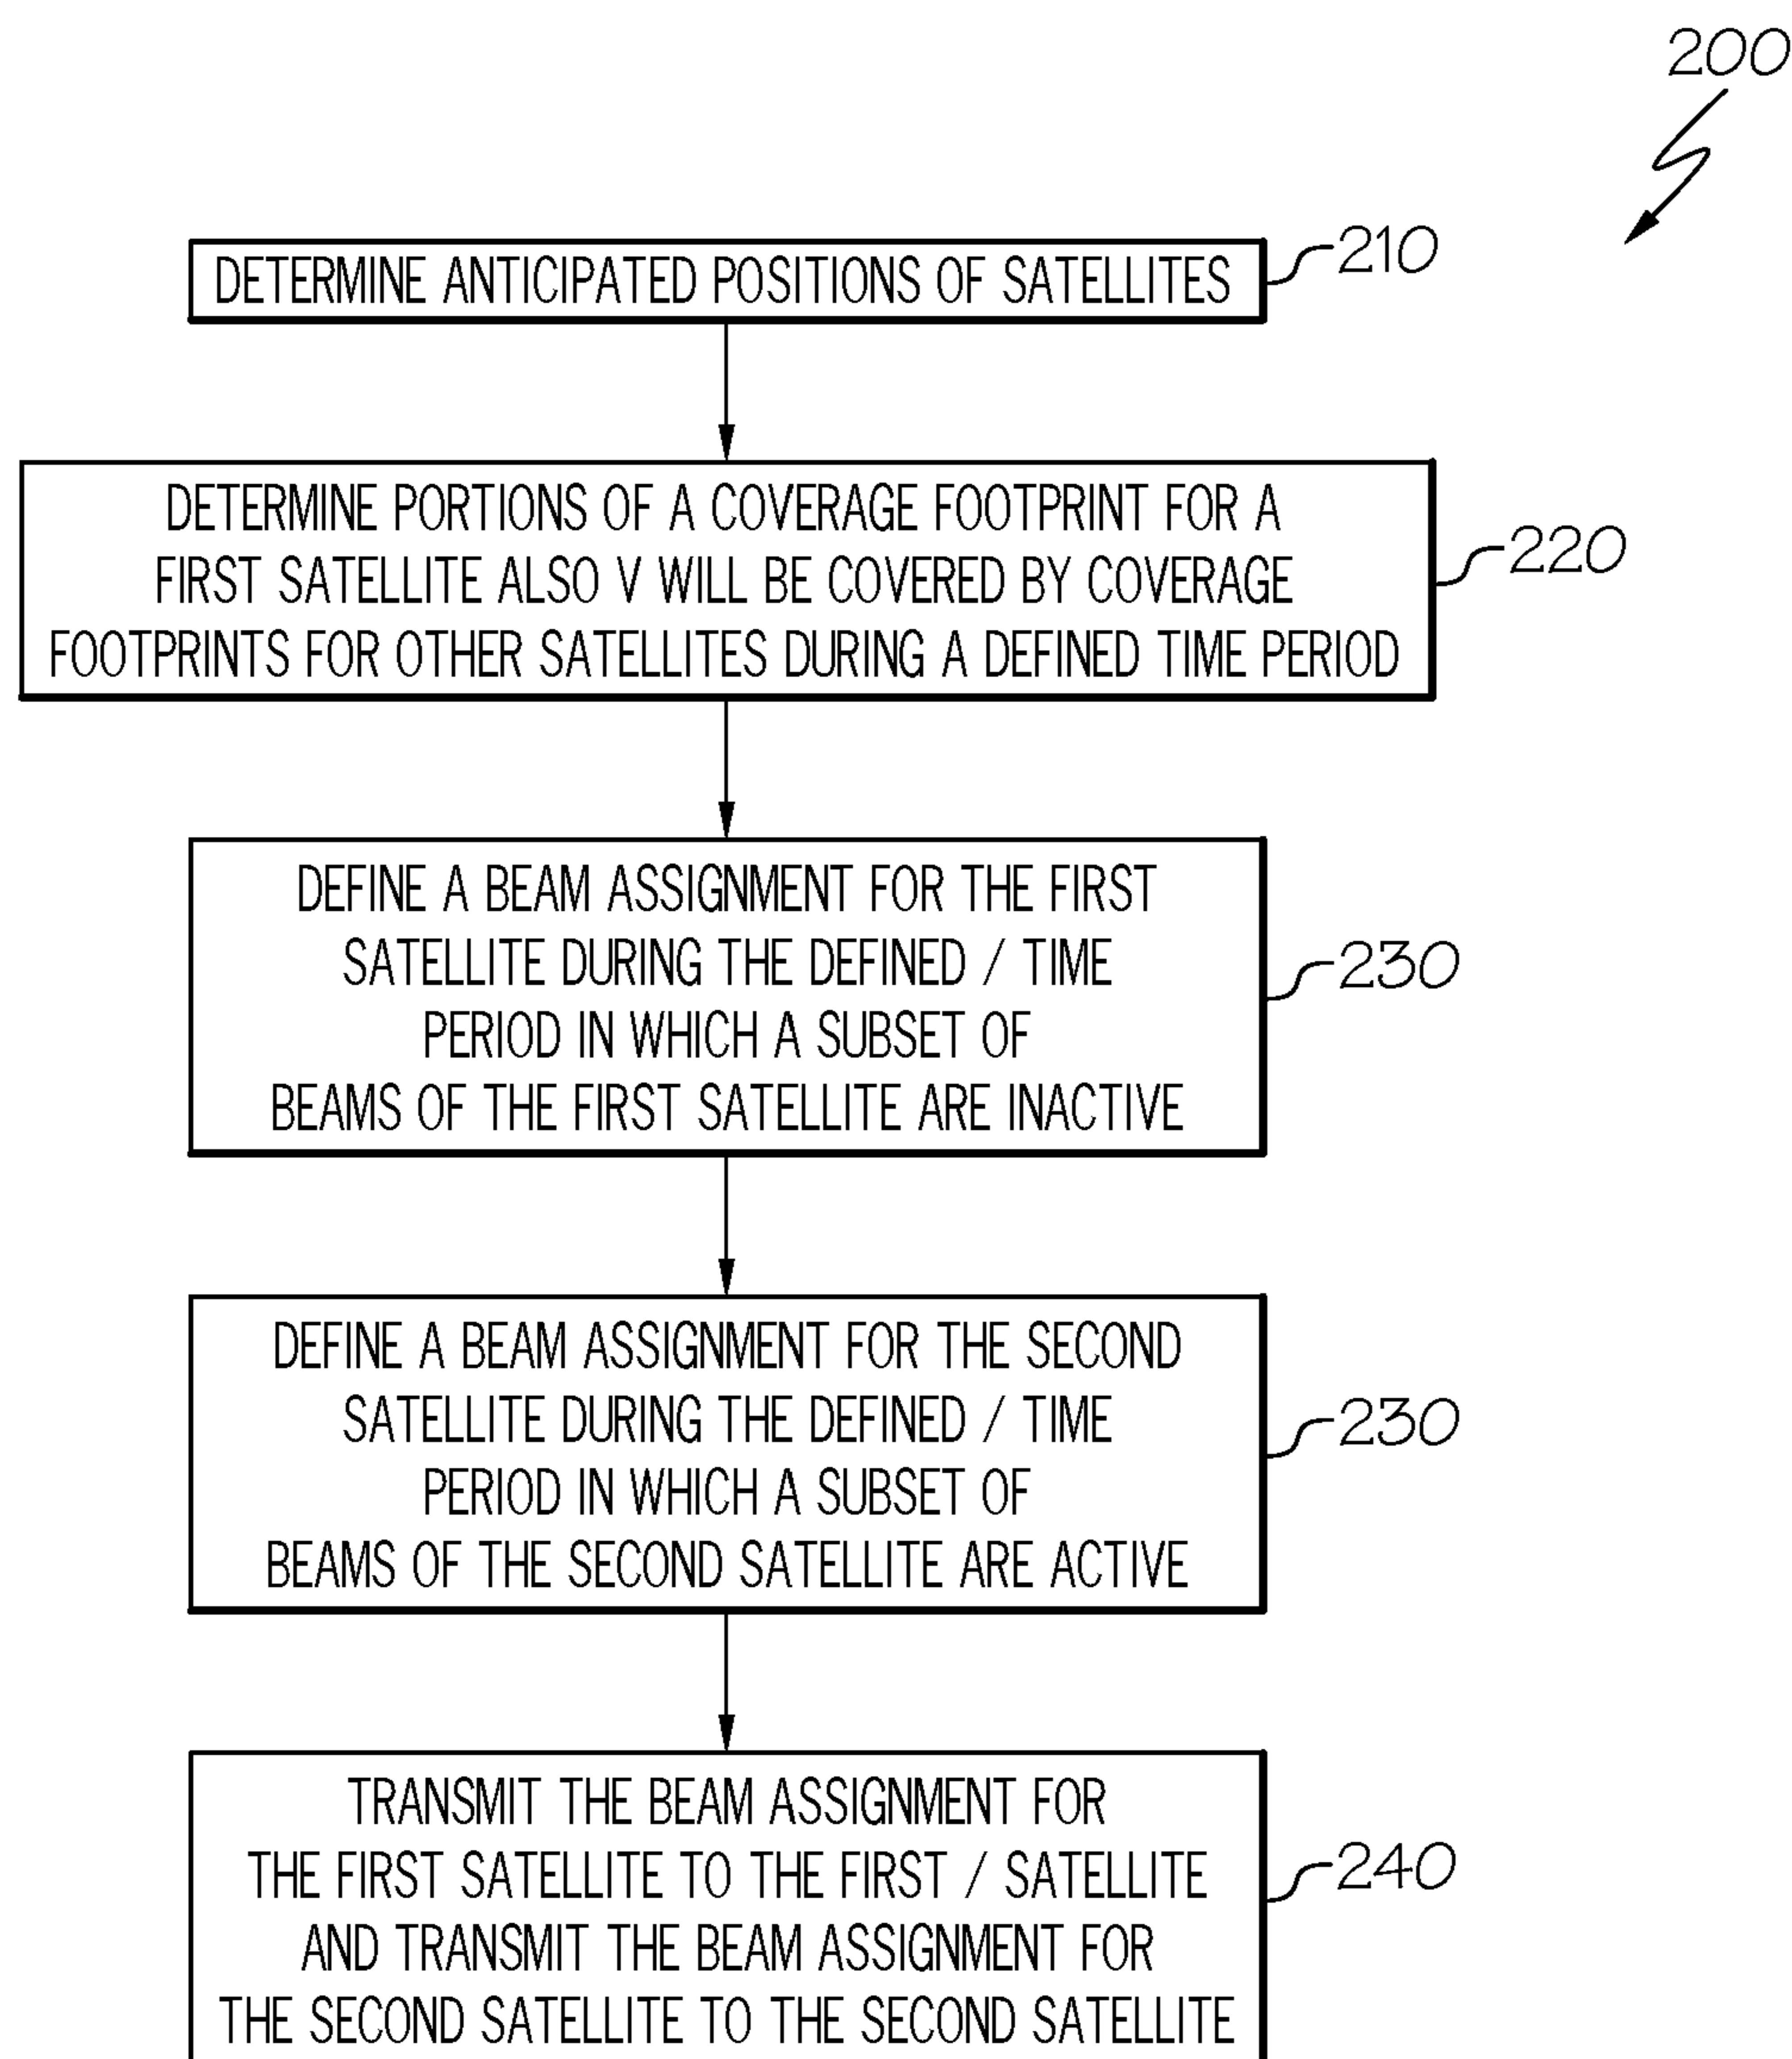 200
DETERMINE ANTICIPATED POSITIONS OF SATELLITES
210
DETERMINE PORTIONS OF A COVERAGE FOOTPRINT FOR A
FIRST SATELLITE ALSO V WILL BE COVERED BY COVERAGE
FOOTPRINTS FOR OTHER SATELLITES DURING A DEFINED TIME PERIOD
220
DEFINE A BEAM ASSIGNMENT FOR THE FIRST
SATELLITE DURING THE DEFINED / TIME
PERIOD IN WHICH A SUBSET OF
BEAMS OF THE FIRST SATELLITE ARE INACTIVE
230
DEFINE A BEAM ASSIGNMENT FOR THE SECOND
SATELLITE DURING THE DEFINED / TIME
PERIOD IN WHICH A SUBSET OF
BEAMS OF THE SECOND SATELLITE ARE ACTIVE
230
TRANSMIT THE BEAM ASSIGNMENT FOR
THE FIRST SATELLITE TO THE FIRST / SATELLITE
AND TRANSMIT THE BEAM ASSIGNMENT FOR
THE SECOND SATELLITE TO THE SECOND SATELLITE
240